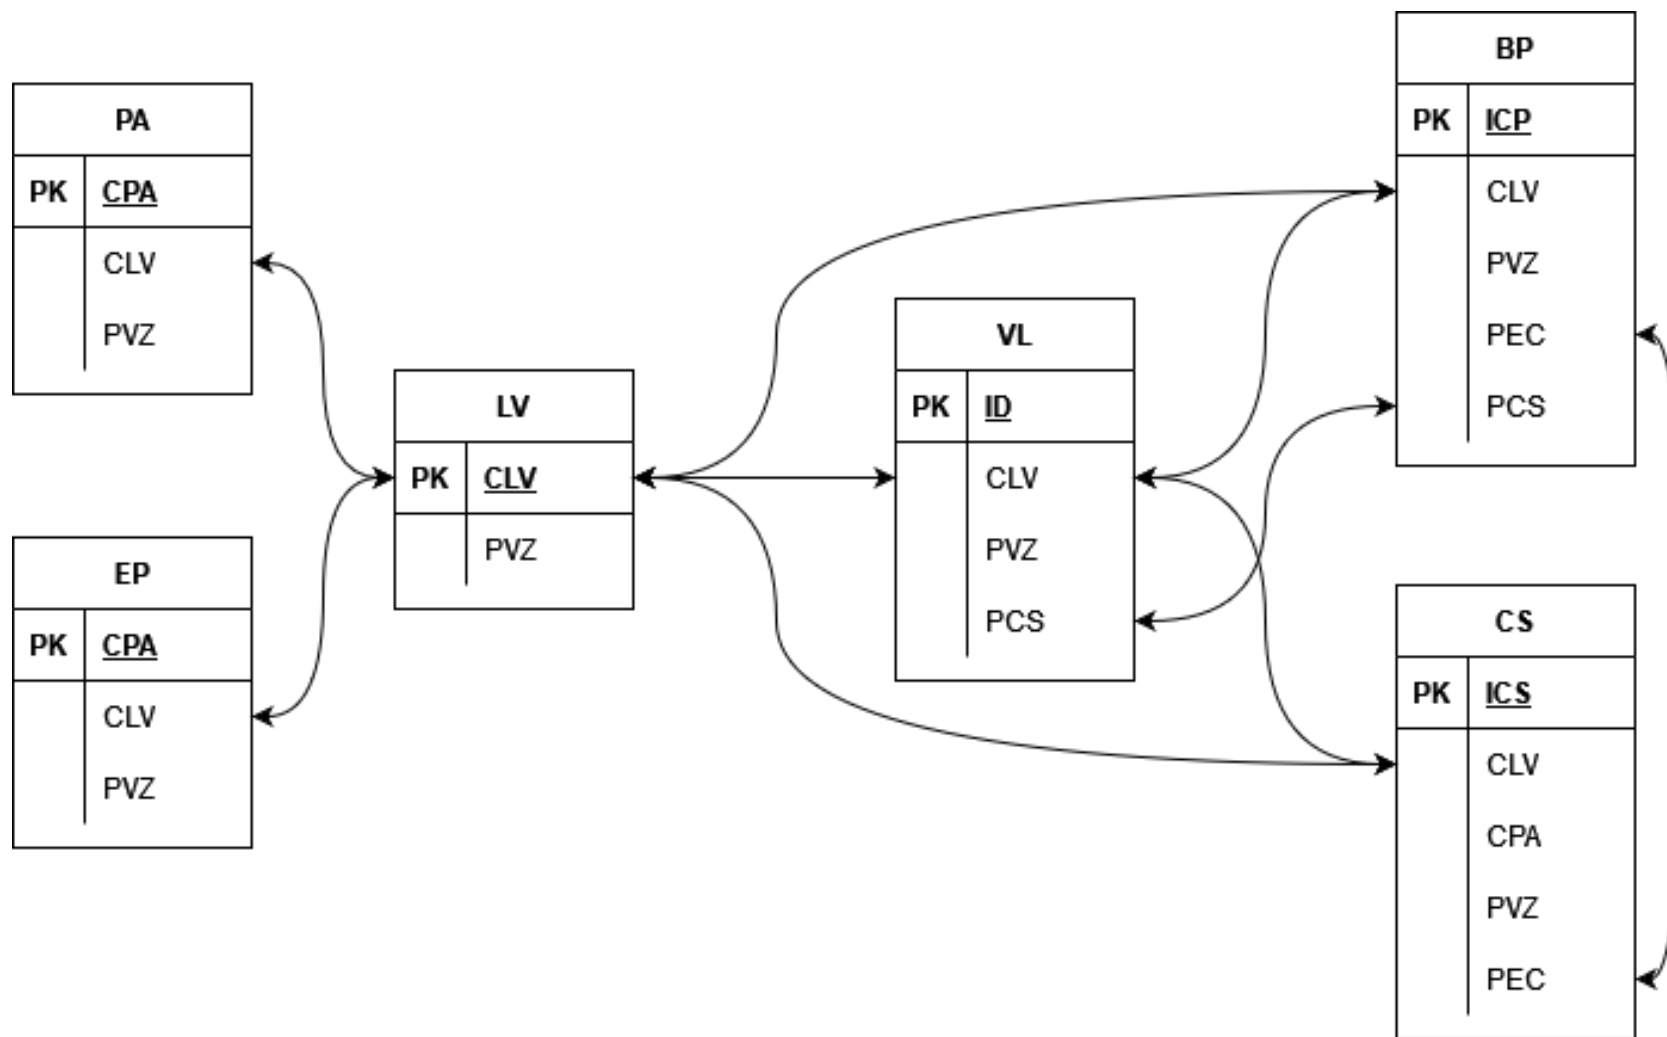 PA
PK CPA
CLV
PVZ
EP
PK CPA
CLV
PVZ
LV
PK CLV
PVZ
VL
PK ID
CLV
PVZ
PCS
BP
PK ICP
CLV
PVZ
PEC
PCS
CS
PK ICS
CLV
CPA
PVZ
PEC